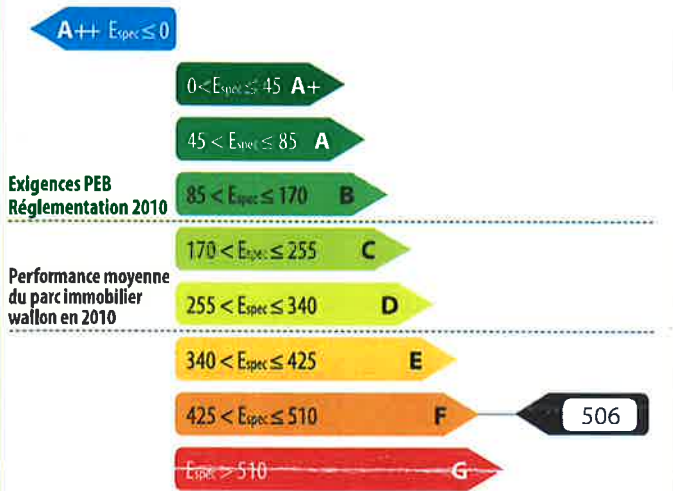 A++ Espec ≤ 0
0 < Espec ≤ 45 A+
45 < Espec ≤ 85 A
Exigences PEB
Réglementation 2010
85 < Espec ≤ 170 B
170 < Espec ≤ 255 C
Performance moyenne
du parc immobilier
wallon en 2010
255 < Espec ≤ 340 D
340 < Espec ≤ 425 E
425 < Espec ≤ 510 F
506
Espec > 510 G